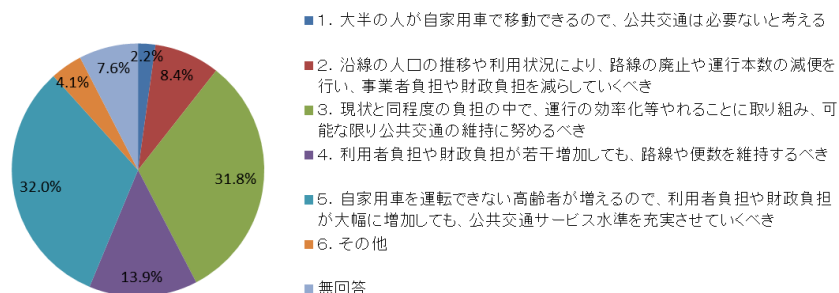 2.2%
8.4%
31.8%
13.9%
32.0%
4.1%
7.6%
1．大半の人が自家用車で移動できるので、公共交通は必要ないと考える
2．沿線の人口の推移や利用状況により、路線の廃止や運行本数の減便を
行い、事業者負担や財政負担を減らしていくべき
3．現状と同程度の負担の中で、運行の効率化等やれることに取り組み、可
能な限り公共交通の維持に努めるべき
4．利用者負担や財政負担が若干増加しても、路線や便数を維持するべき
5．自家用車を運転できない高齢者が増えるので、利用者負担や財政負担
が大幅に増加しても、公共交通サービス水準を充実させていくべき
6．その他
無回答